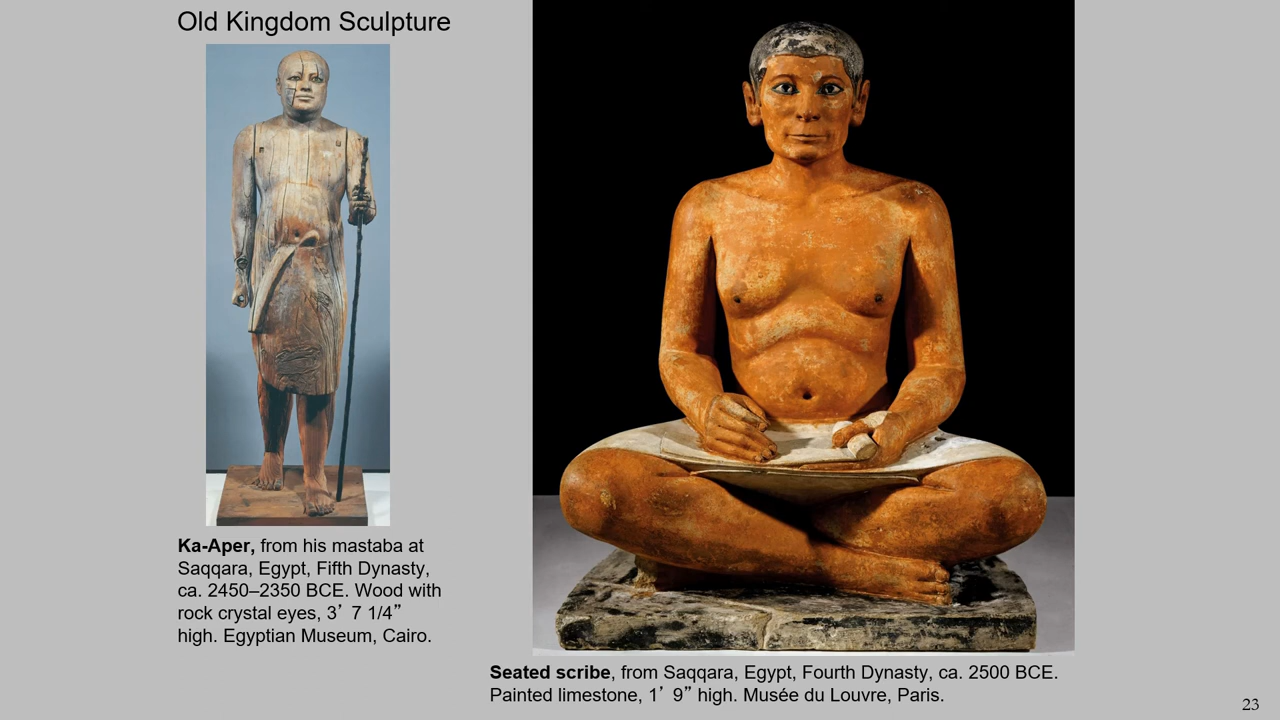 Old Kingdom Sculpture
Ka-Aper, from his mastaba at
Saqqara, Egypt, Fifth Dynasty,
ca. 2450–2350 BCE. Wood with
rock crystal eyes, 3’ 7 1/4”
high. Egyptian Museum, Cairo.
Seated scribe, from Saqqara, Egypt, Fourth Dynasty, ca. 2500 BCE.
Painted limestone, 1’ 9” high. Musée du Louvre, Paris.
23